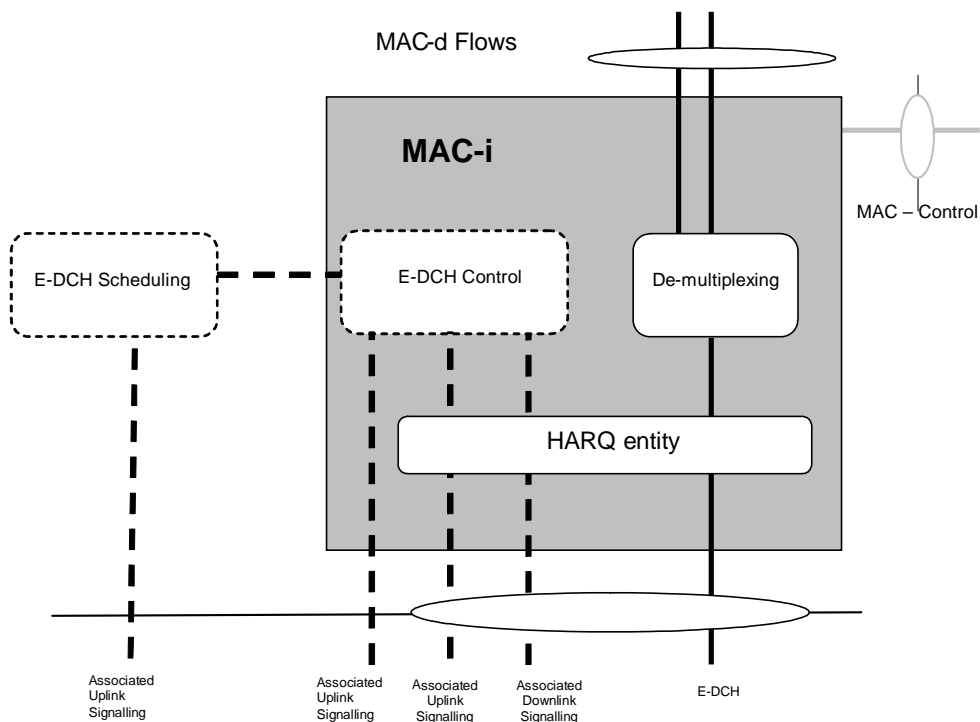 MAC-d Flows
MAC-i
MAC – Control
E-DCH Scheduling
E-DCH Control
De-multiplexing
HARQ entity
Associated
Uplink
Signalling
Associated
Uplink
Signalling
Associated
Uplink
Signalling
Associated
Downlink
Signalling
E-DCH